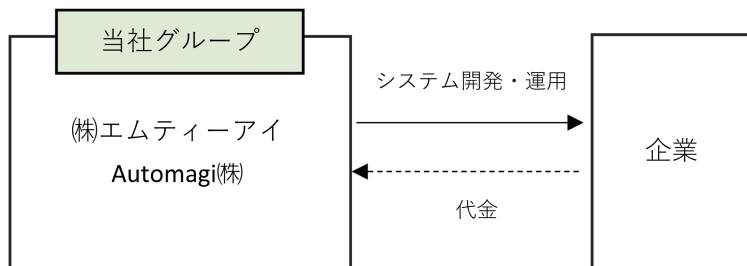 当社グループ
㈱エムティーアイ
Automagi㈱
システム開発・運用
代金
企業